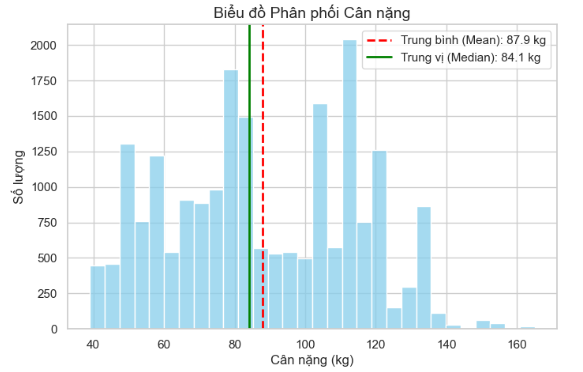 Biểu đồ Phân phối Cân nặng
Trung bình (Mean): 87.9 kg
Trung vị (Median): 84.1 kg
2000
1750
1500
1250
1000
750
500
250
0
Số lượng
40 60 80 100 120 140 160
Cân nặng (kg)